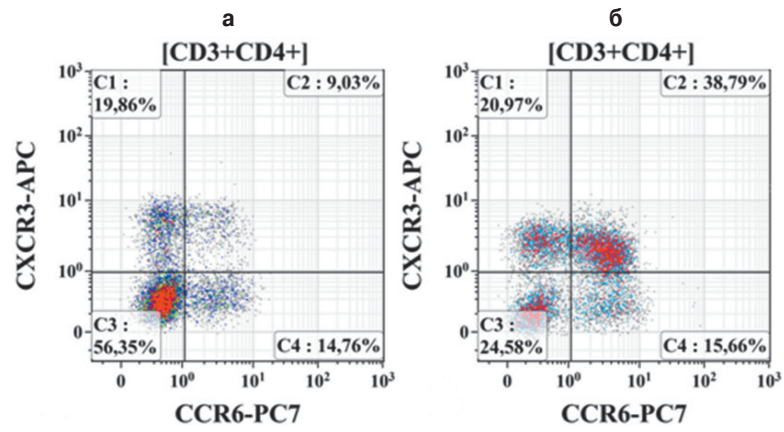 а
[CD3+CD4+]
10³
C1 :
19,86%
C2 : 9,03%
10²
10¹
10⁰
0
C3 :
56,35%
C4 : 14,76%
0
10⁰
10¹
10²
10³
CXCR3-APC
CCR6-PC7
б
[CD3+CD4+]
10³
C1 :
20,97%
C2 : 38,79%
10²
10¹
10⁰
0
C3 :
24,58%
C4 : 15,66%
0
10⁰
10¹
10²
10³
CXCR3-APC
CCR6-PC7